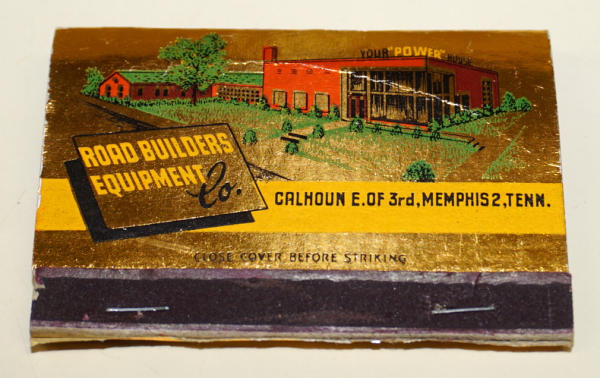 YOUR "POWER" HOUSE
ROAD BUILDERS
EQUIPMENT Co.
CALHOUN E. OF 3rd, MEMPHIS 2, TENN.
CLOSE COVER BEFORE STRIKING